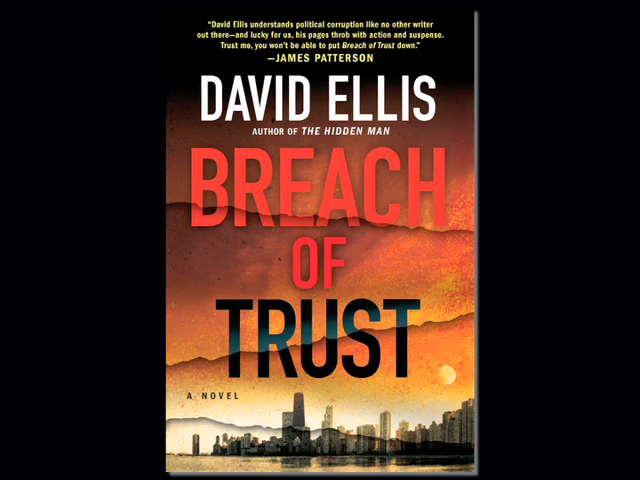 "David Ellis understands political corruption like no other writer
out there—and lucky for us, his pages throb with action and suspense.
Trust me, you won't be able to put Breach of Trust down."
—JAMES PATTERSON
DAVID ELLIS
AUTHOR OF THE HIDDEN MAN
BREACH
OF
TRUST
A NOVEL